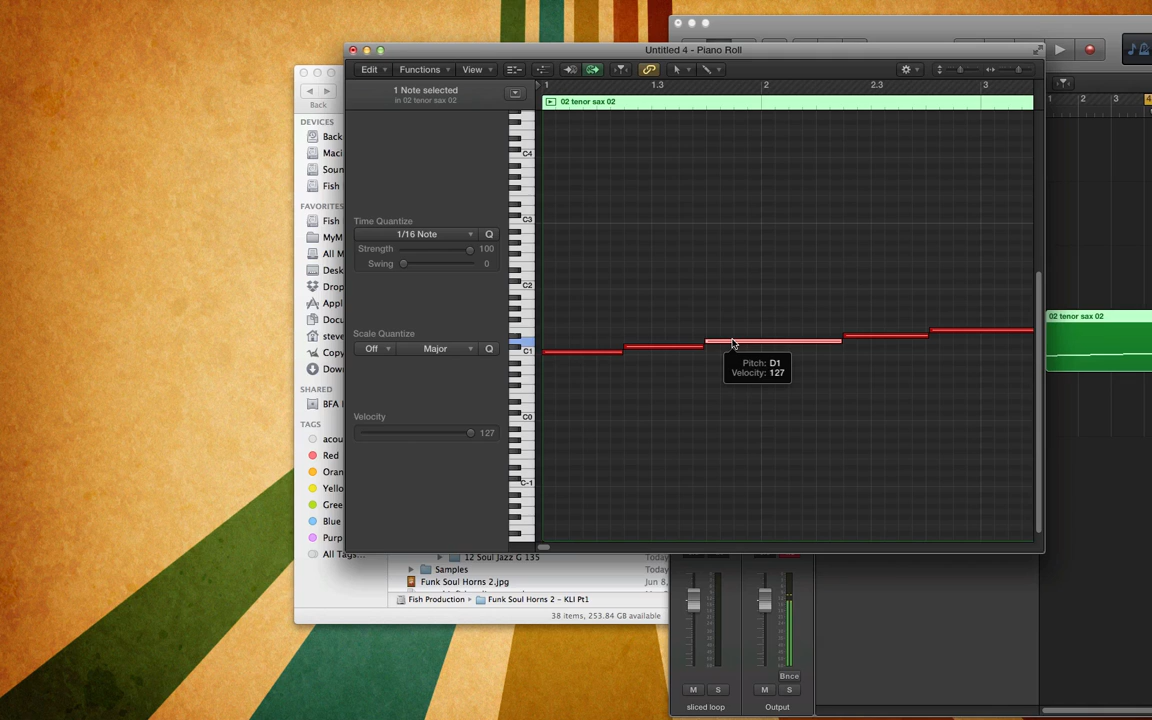 Untitled 4 - Piano Roll
Edit
Functions
View
1 Note selected
in 02 tenor sax 02
1
1.3
2
2.3
3
02 tenor sax 02
C4
C3
C2
C1
C0
C-1
Time Quantize
1/16 Note
Q
Strength
100
Swing
0
Scale Quantize
Off
Major
Q
Velocity
127
Pitch: D1
Velocity: 127
Back
DEVICES
Back
Maci
Soun
Fish
FAVORITES
Fish
MyM
All M
Desk
Drop
Appl
Docu
steve
Copy
Down
SHARED
BFA
TAGS
acou
Red
Oran
Yello
Gree
Blue
Purp
All Tags...
12 Soul Jazz G 135
Today
Samples
Today
Funk Soul Horns 2.jpg
Jun 8,
Fish Production
Funk Soul Horns 2 – KLI Pt1
38 items, 253.84 GB available
1
2
3
4
02 tenor sax 02
Bnce
M
S
M
S
sliced loop
Output